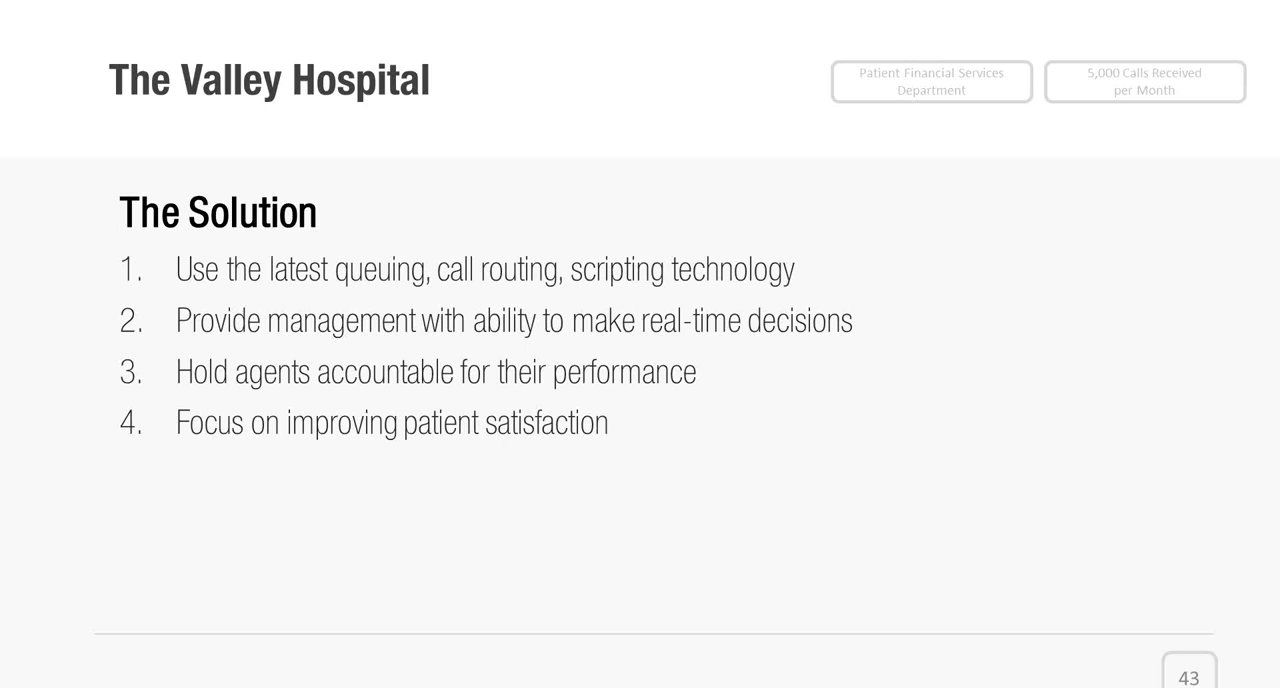 The Valley Hospital
Patient Financial Services
Department
5,000 Calls Received
per Month
The Solution
1. Use the latest queuing, call routing, scripting technology
2. Provide management with ability to make real-time decisions
3. Hold agents accountable for their performance
4. Focus on improving patient satisfaction
43